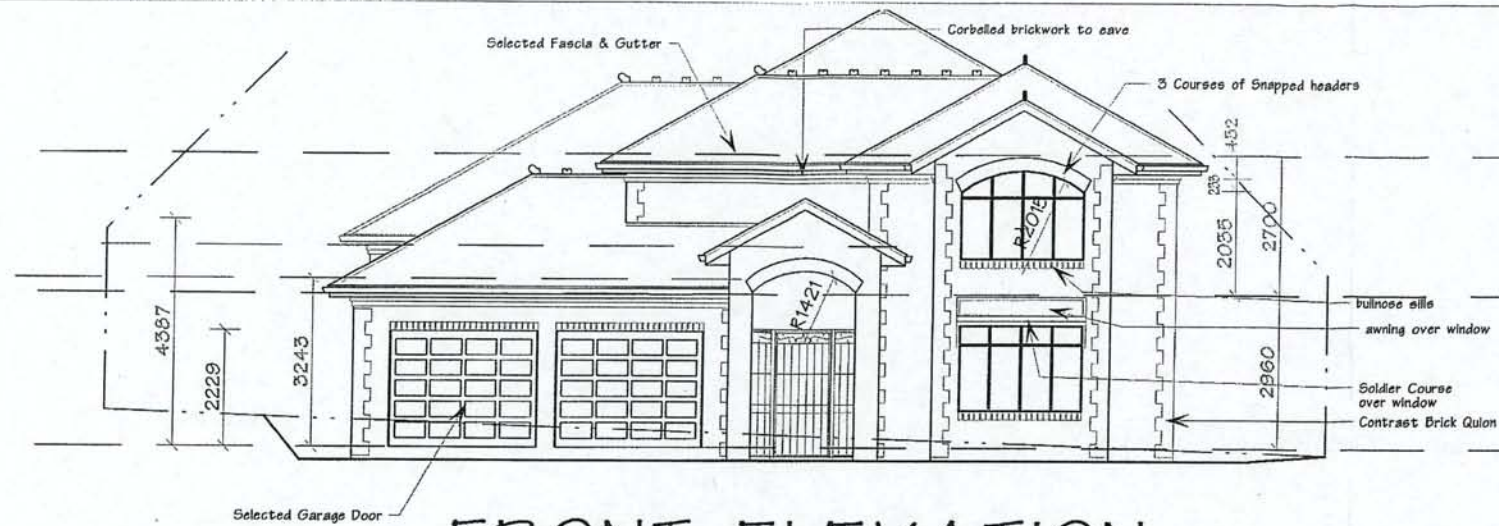 Selected Fascia & Gutter
Corbelled brickwork to eave
3 Courses of Snapped headers
452
233
2035
2700
R2015
bullnose sills
awning over window
R1421
4387
2229
3243
2960
Soldier Course
over window
Contrast Brick Quion
Selected Garage Door
FRONT ELEVATION